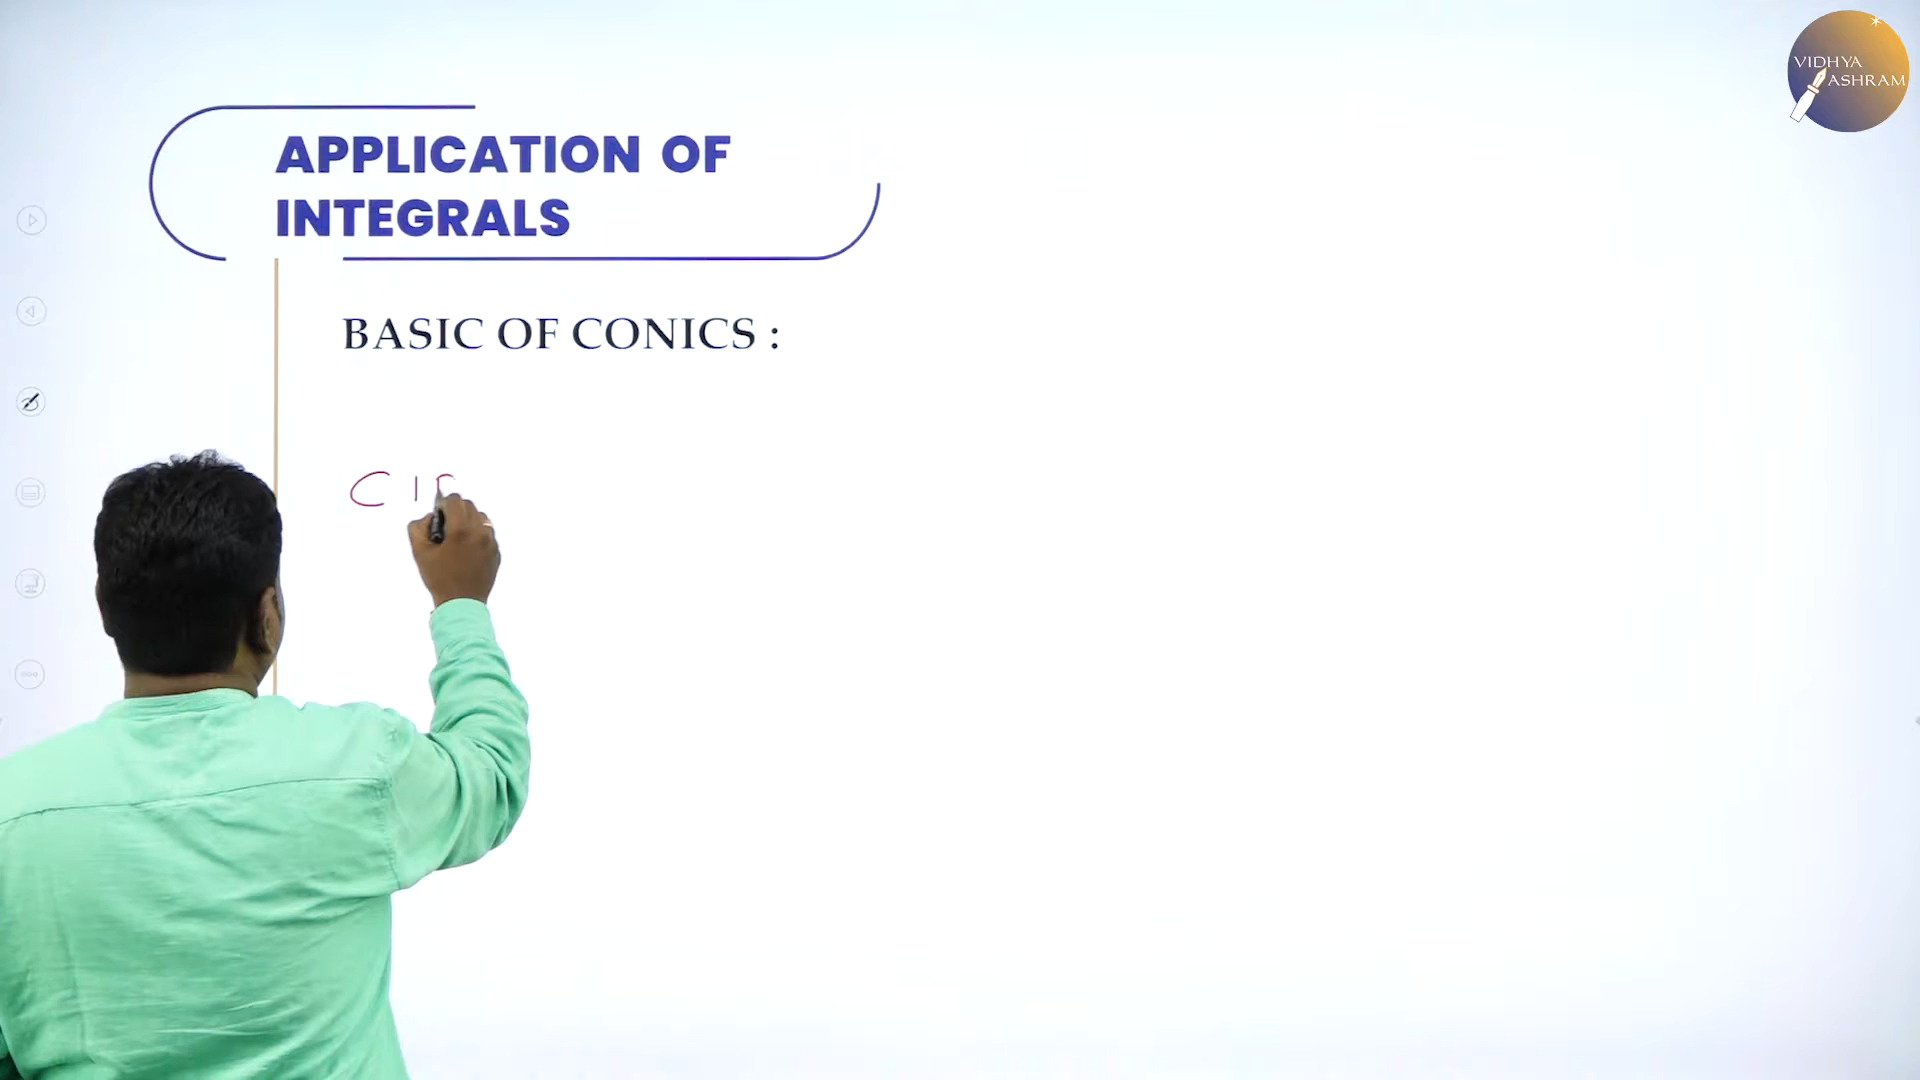 VIDHYA
ASHRAM
APPLICATION OF
INTEGRALS
BASIC OF CONICS :
C I